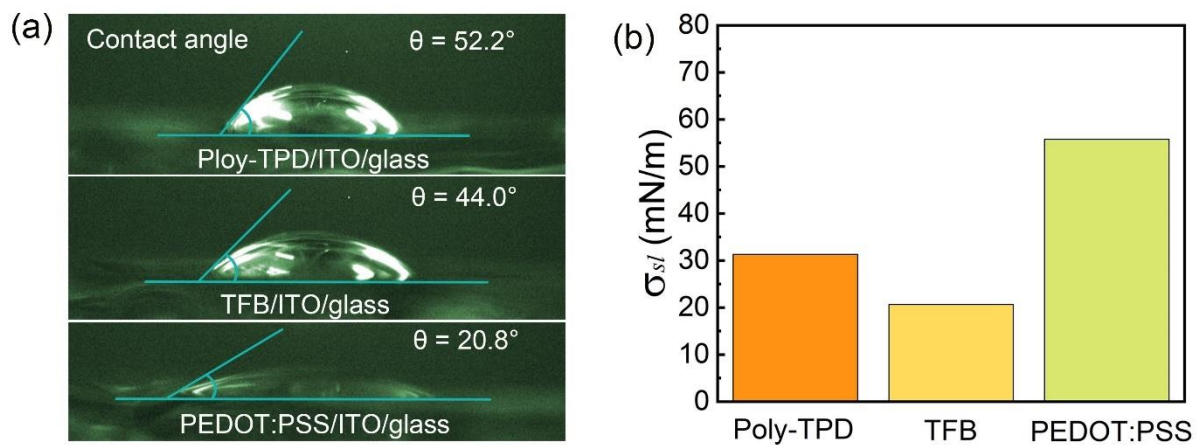 (a)
Contact angle
θ = 52.2°
Ploy-TPD/ITO/glass
θ = 44.0°
TFB/ITO/glass
θ = 20.8°
PEDOT:PSS/ITO/glass
(b)
σsl (mN/m)
80
70
60
50
40
30
20
10
0
Poly-TPD TFB PEDOT:PSS